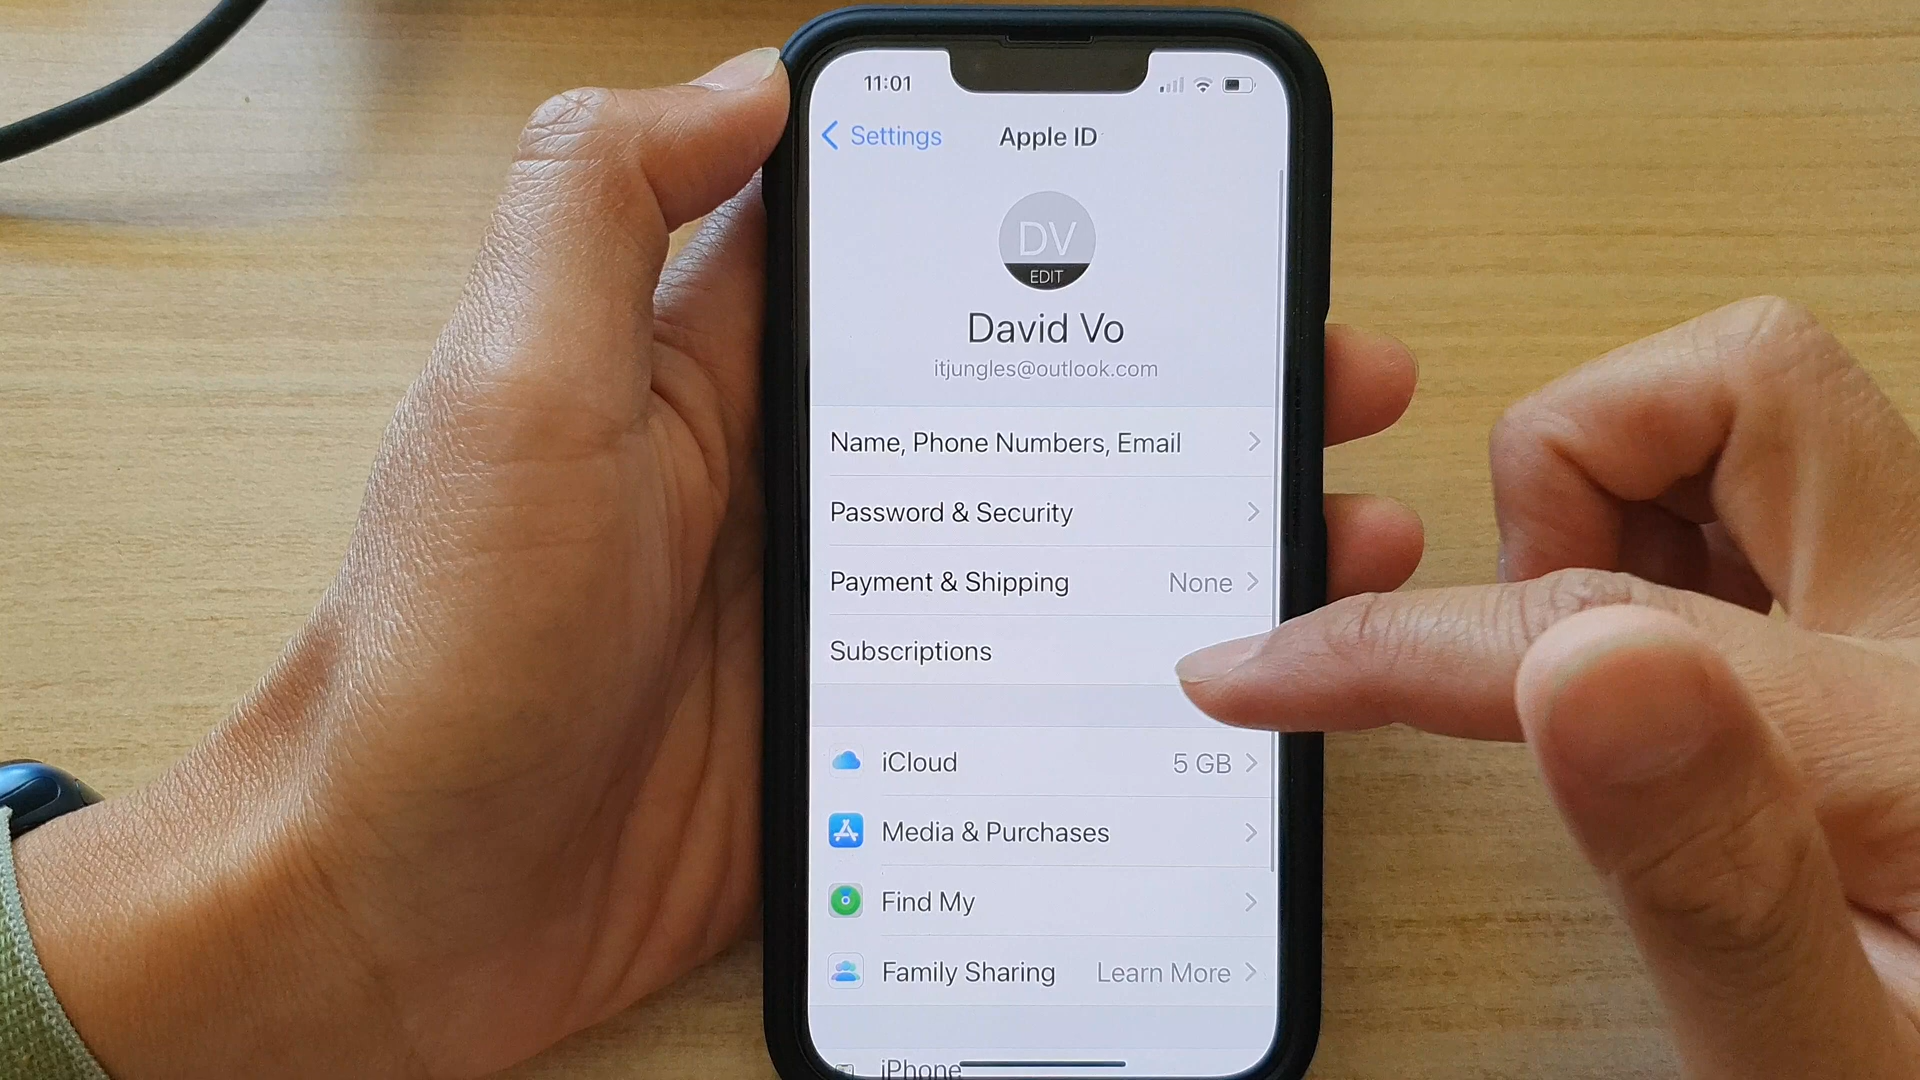 11:01
Settings
Apple ID
DV
EDIT
David Vo
itjungles@outlook.com
Name, Phone Numbers, Email
Password & Security
Payment & Shipping None
Subscriptions
iCloud 5 GB
Media & Purchases
Find My
Family Sharing Learn More
iPhone